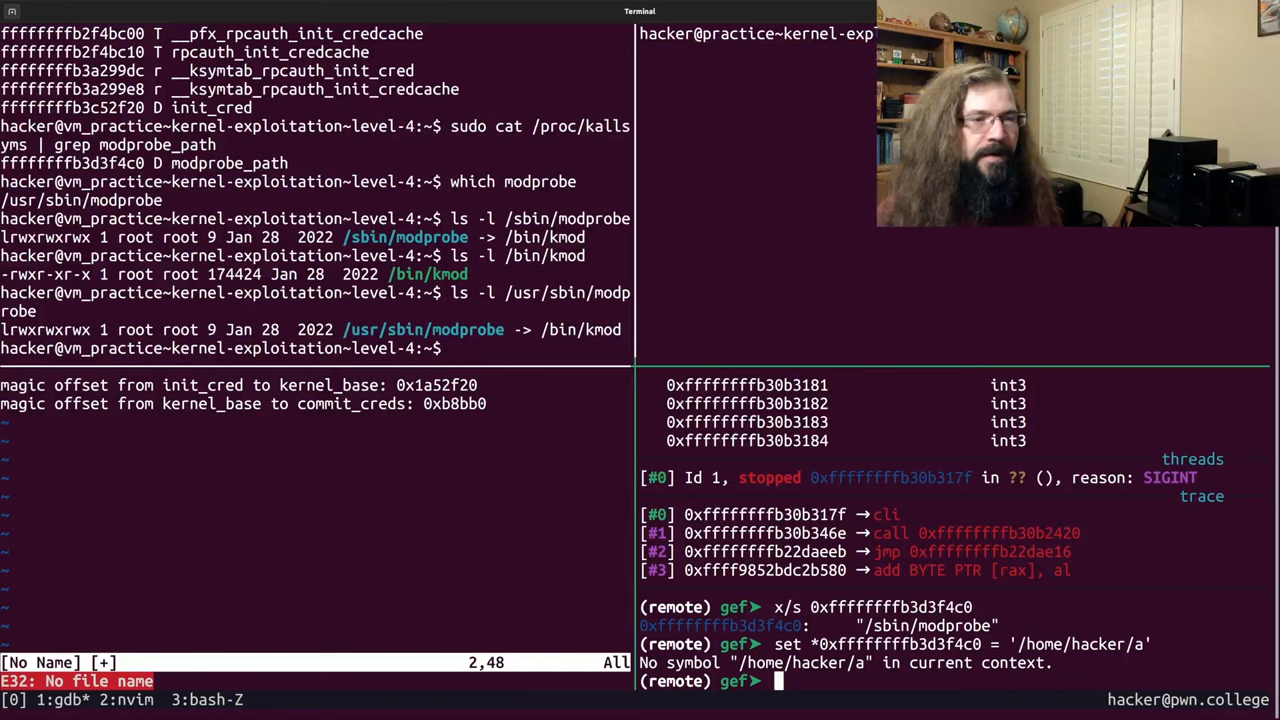 Terminal
ffffffffb2f4bc00 T __pfx_rpcauth_init_credcache
ffffffffb2f4bc10 T rpcauth_init_credcache
ffffffffb3a299dc r __ksymtab_rpcauth_init_cred
ffffffffb3a299e8 r __ksymtab_rpcauth_init_credcache
ffffffffb3c52f20 D init_cred
hacker@vm_practice~kernel-exploitation~level-4:~$ sudo cat /proc/kalls
yms | grep modprobe_path
ffffffffb3d3f4c0 D modprobe_path
hacker@vm_practice~kernel-exploitation~level-4:~$ which modprobe
/usr/sbin/modprobe
hacker@vm_practice~kernel-exploitation~level-4:~$ ls -l /sbin/modprobe
lrwxrwxrwx 1 root root 9 Jan 28  2022 /sbin/modprobe -> /bin/kmod
hacker@vm_practice~kernel-exploitation~level-4:~$ ls -l /bin/kmod
-rwxr-xr-x 1 root root 174424 Jan 28  2022 /bin/kmod
hacker@vm_practice~kernel-exploitation~level-4:~$ ls -l /usr/sbin/modp
robe
lrwxrwxrwx 1 root root 9 Jan 28  2022 /usr/sbin/modprobe -> /bin/kmod
hacker@vm_practice~kernel-exploitation~level-4:~$
hacker@practice~kernel-expl
magic offset from init_cred to kernel_base: 0x1a52f20
magic offset from kernel_base to commit_creds: 0xb8bb0
~
~
~
~
~
~
~
~
~
~
~
~
~
[No Name] [+] 2,48 All
E32: No file name
0xffffffffb30b3181 int3
0xffffffffb30b3182 int3
0xffffffffb30b3183 int3
0xffffffffb30b3184 int3
threads
[#0] Id 1, stopped 0xffffffffb30b317f in ?? (), reason: SIGINT
trace
[#0] 0xffffffffb30b317f → cli
[#1] 0xffffffffb30b346e → call 0xffffffffb30b2420
[#2] 0xffffffffb22daeeb → jmp 0xffffffffb22dae16
[#3] 0xffff9852bdc2b580 → add BYTE PTR [rax], al
(remote) gef➤ x/s 0xffffffffb3d3f4c0
0xffffffffb3d3f4c0: "/sbin/modprobe"
(remote) gef➤ set *0xffffffffb3d3f4c0 = '/home/hacker/a'
No symbol "/home/hacker/a" in current context.
(remote) gef➤
[0] 1:gdb* 2:nvim  3:bash-Z hacker@pwn.college